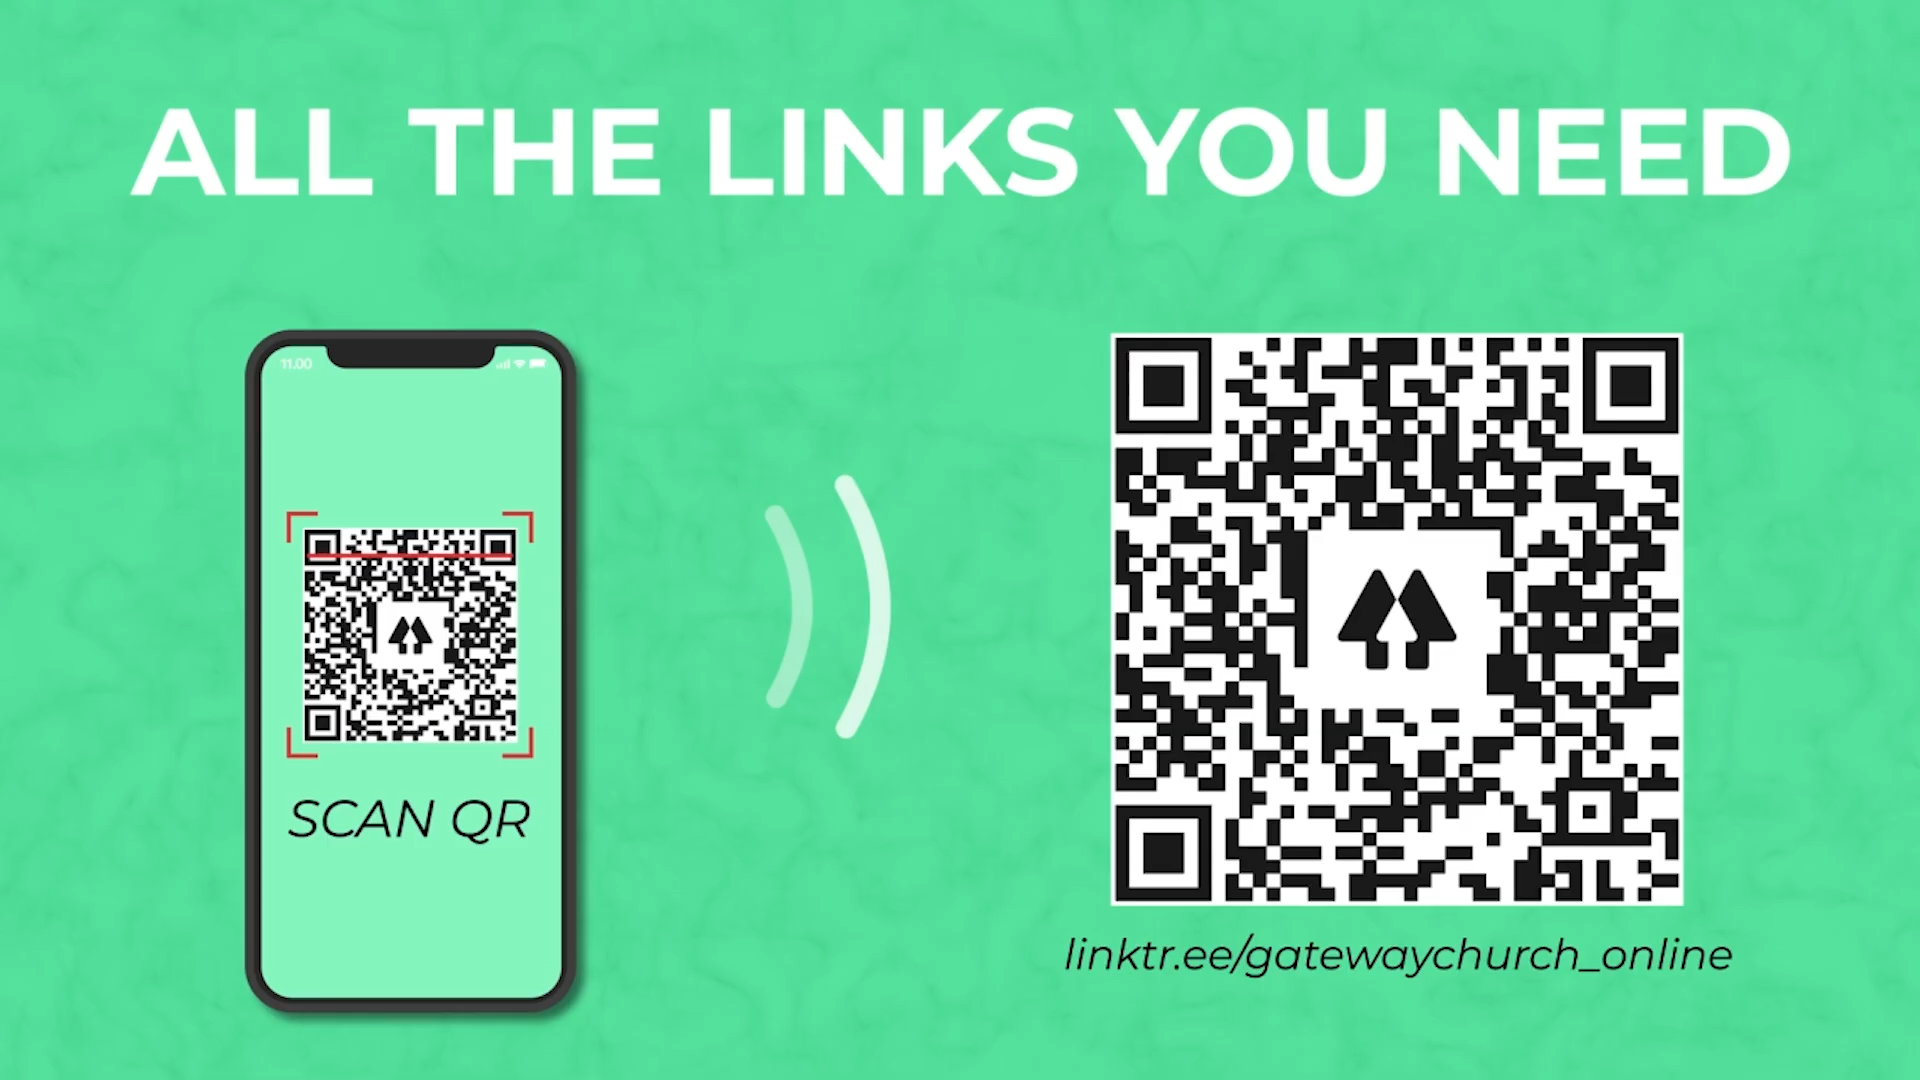 ALL THE LINKS YOU NEED
11.00
SCAN QR
linktr.ee/gatewaychurch_online